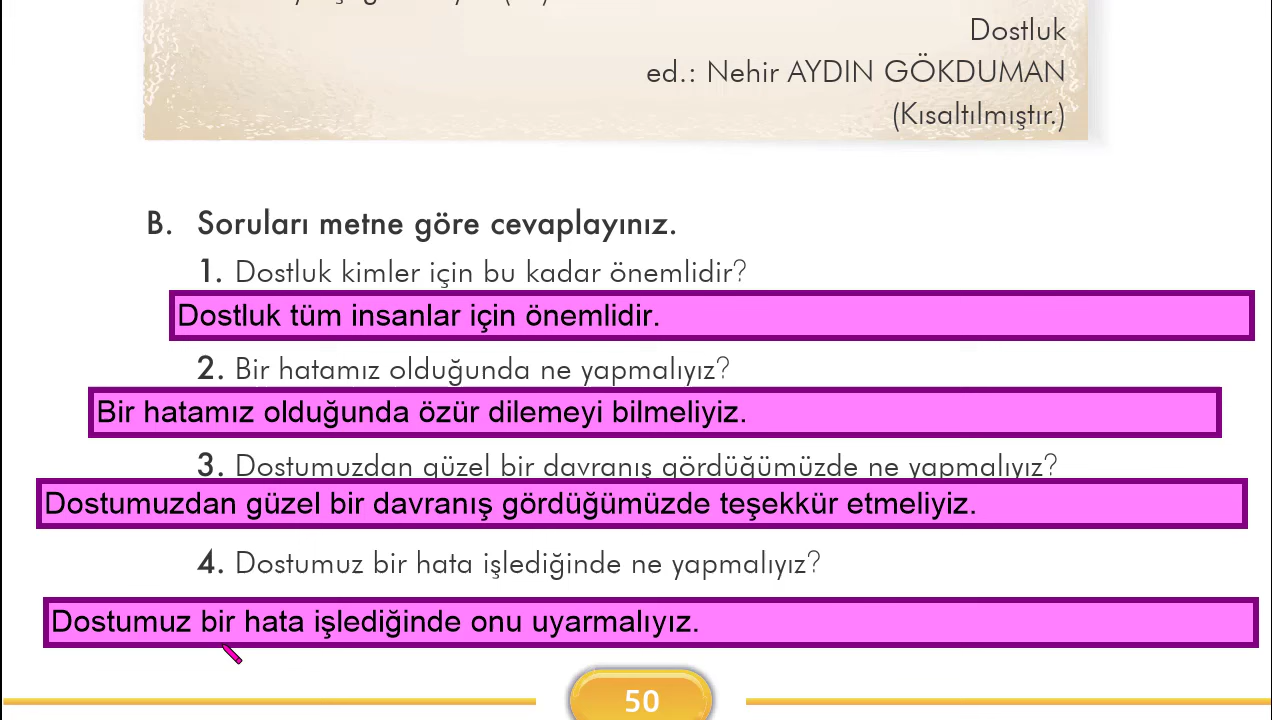 Dostluk
ed.: Nehir AYDIN GÖKDUMAN
(Kısaltılmıştır.)
B. Soruları metne göre cevaplayınız.
1. Dostluk kimler için bu kadar önemlidir?
Dostluk tüm insanlar için önemlidir.
2. Bir hatamız olduğunda ne yapmalıyız?
Bir hatamız olduğunda özür dilemeyi bilmeliyiz.
3. Dostumuzdan güzel bir davranış gördüğümüzde ne yapmalıyız?
Dostumuzdan güzel bir davranış gördüğümüzde teşekkür etmeliyiz.
4. Dostumuz bir hata işlediğinde ne yapmalıyız?
Dostumuz bir hata işlediğinde onu uyarmalıyız.
50